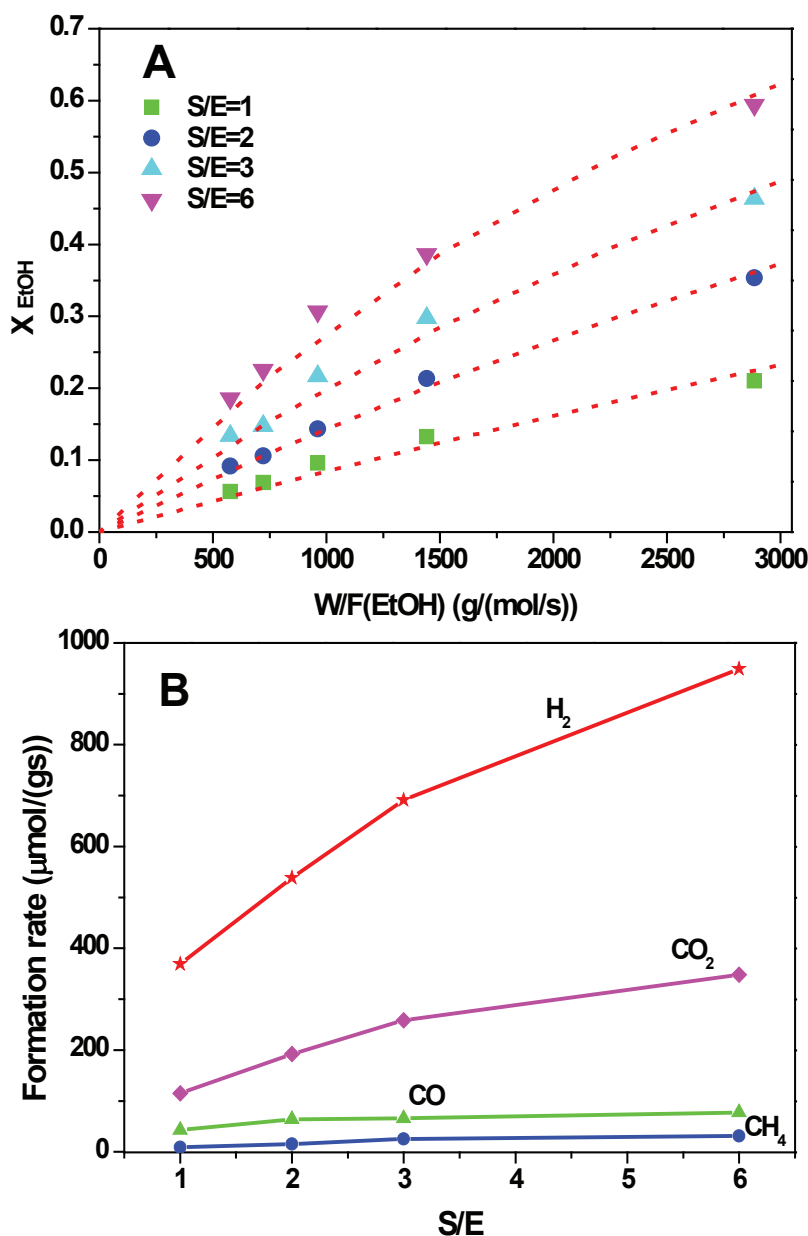 A
S/E=1
S/E=2
S/E=3
S/E=6
X EtOH
0.7
0.6
0.5
0.4
0.3
0.2
0.1
0.0
0 500 1000 1500 2000 2500 3000
W/F(EtOH) (g/(mol/s))
B
Formation rate (μmol/(gs))
1000
800
600
400
200
0
H₂
CO₂
CO
CH₄
1 2 3 4 5 6
S/E